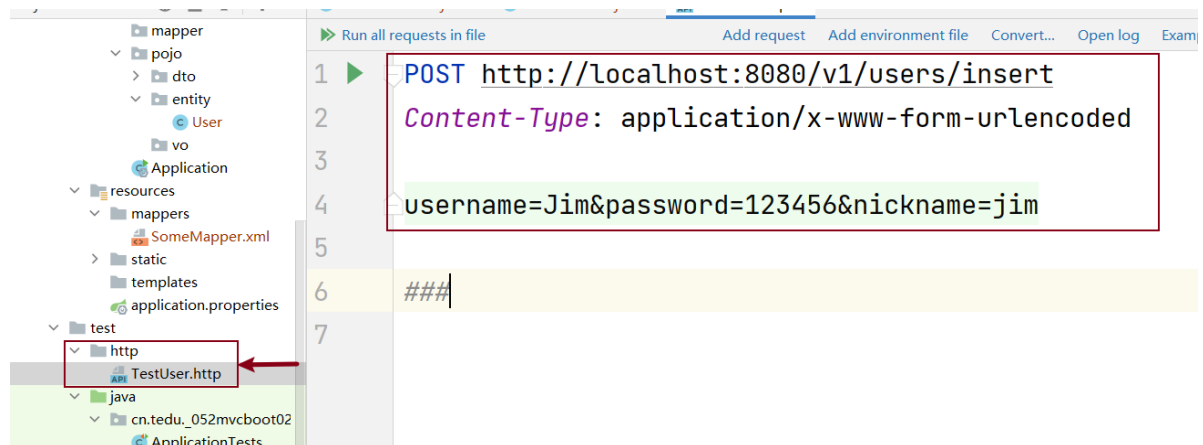 mapper
pojo
dto
entity
User
vo
Application
resources
mappers
SomeMapper.xml
static
templates
application.properties
test
http
TestUser.http
java
cn.tedu._052mvcboot02
ApplicationTests
Run all requests in file
Add request
Add environment file
Convert...
Open log
1 POST http://localhost:8080/v1/users/insert
2 Content-Type: application/x-www-form-urlencoded
3
4 username=Jim&password=123456&nickname=jim
5
6 ###
7